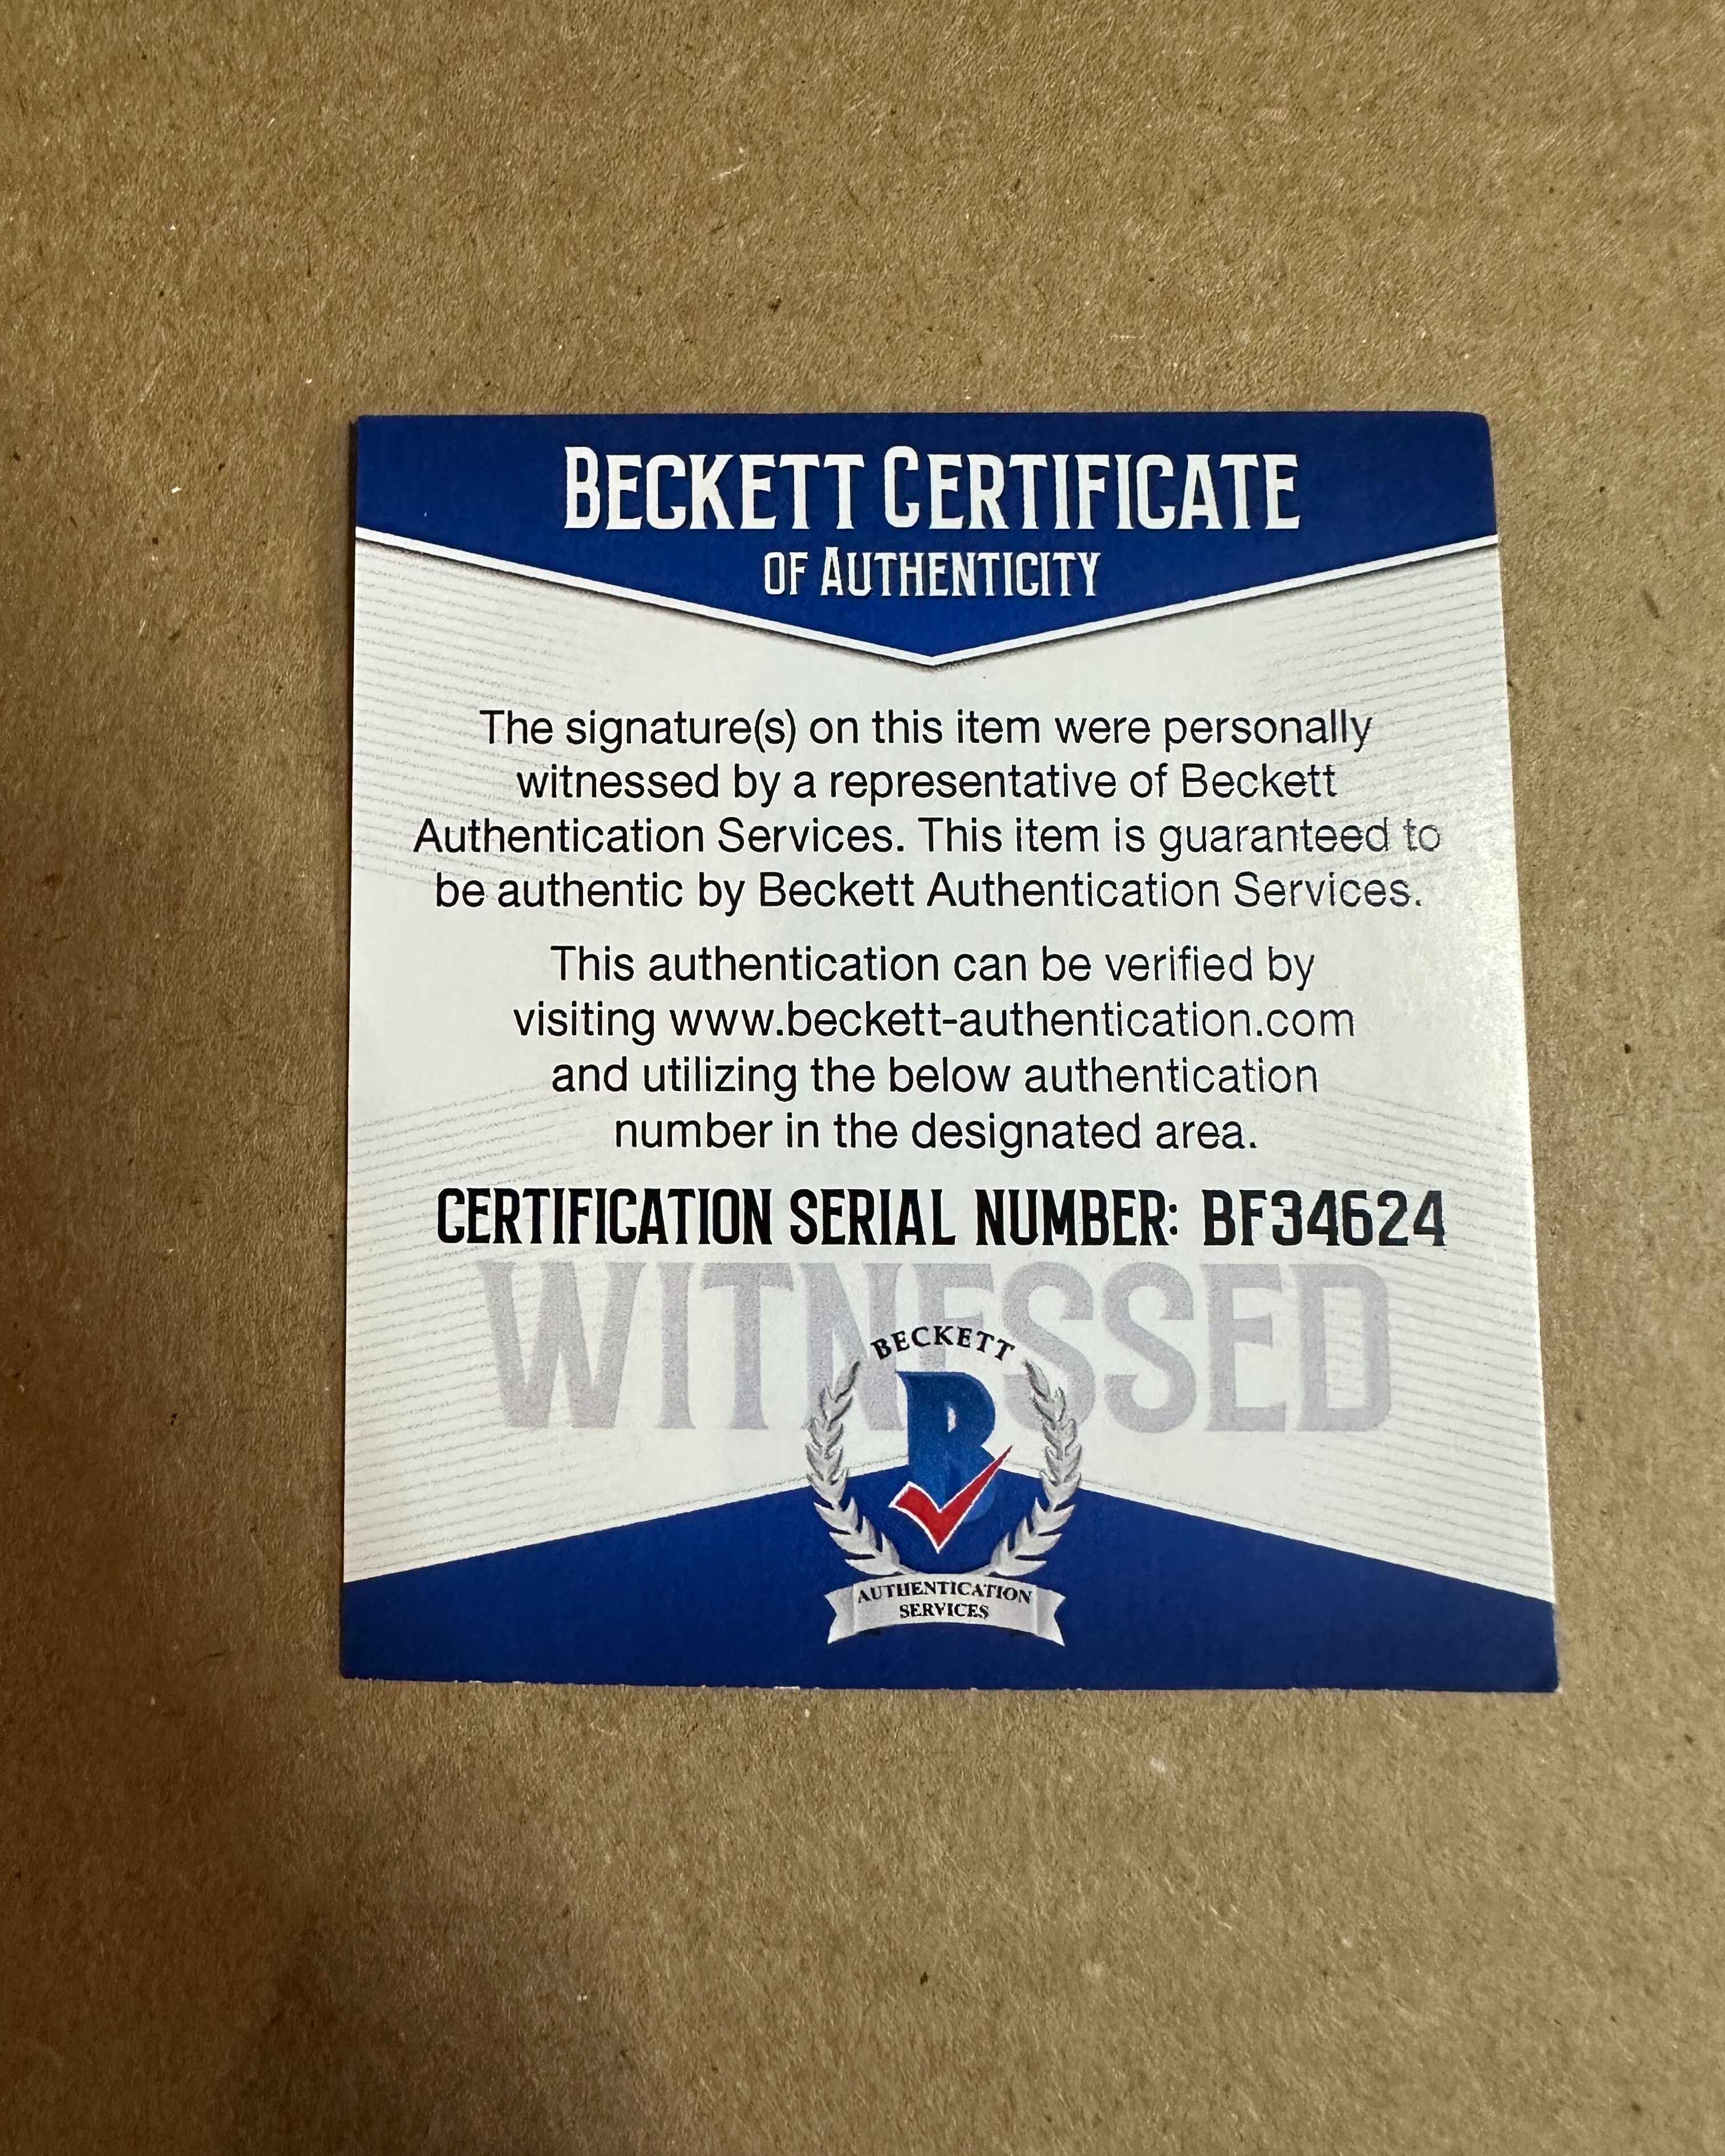 BECKETT CERTIFICATE
OF AUTHENTICITY
The signature(s) on this item were personally
witnessed by a representative of Beckett
Authentication Services. This item is guaranteed to
be authentic by Beckett Authentication Services.
This authentication can be verified by
visiting www.beckett-authentication.com
and utilizing the below authentication
number in the designated area.
CERTIFICATION SERIAL NUMBER: BF34624
WITNESSED
BECKETT
B
AUTHENTICATION
SERVICES